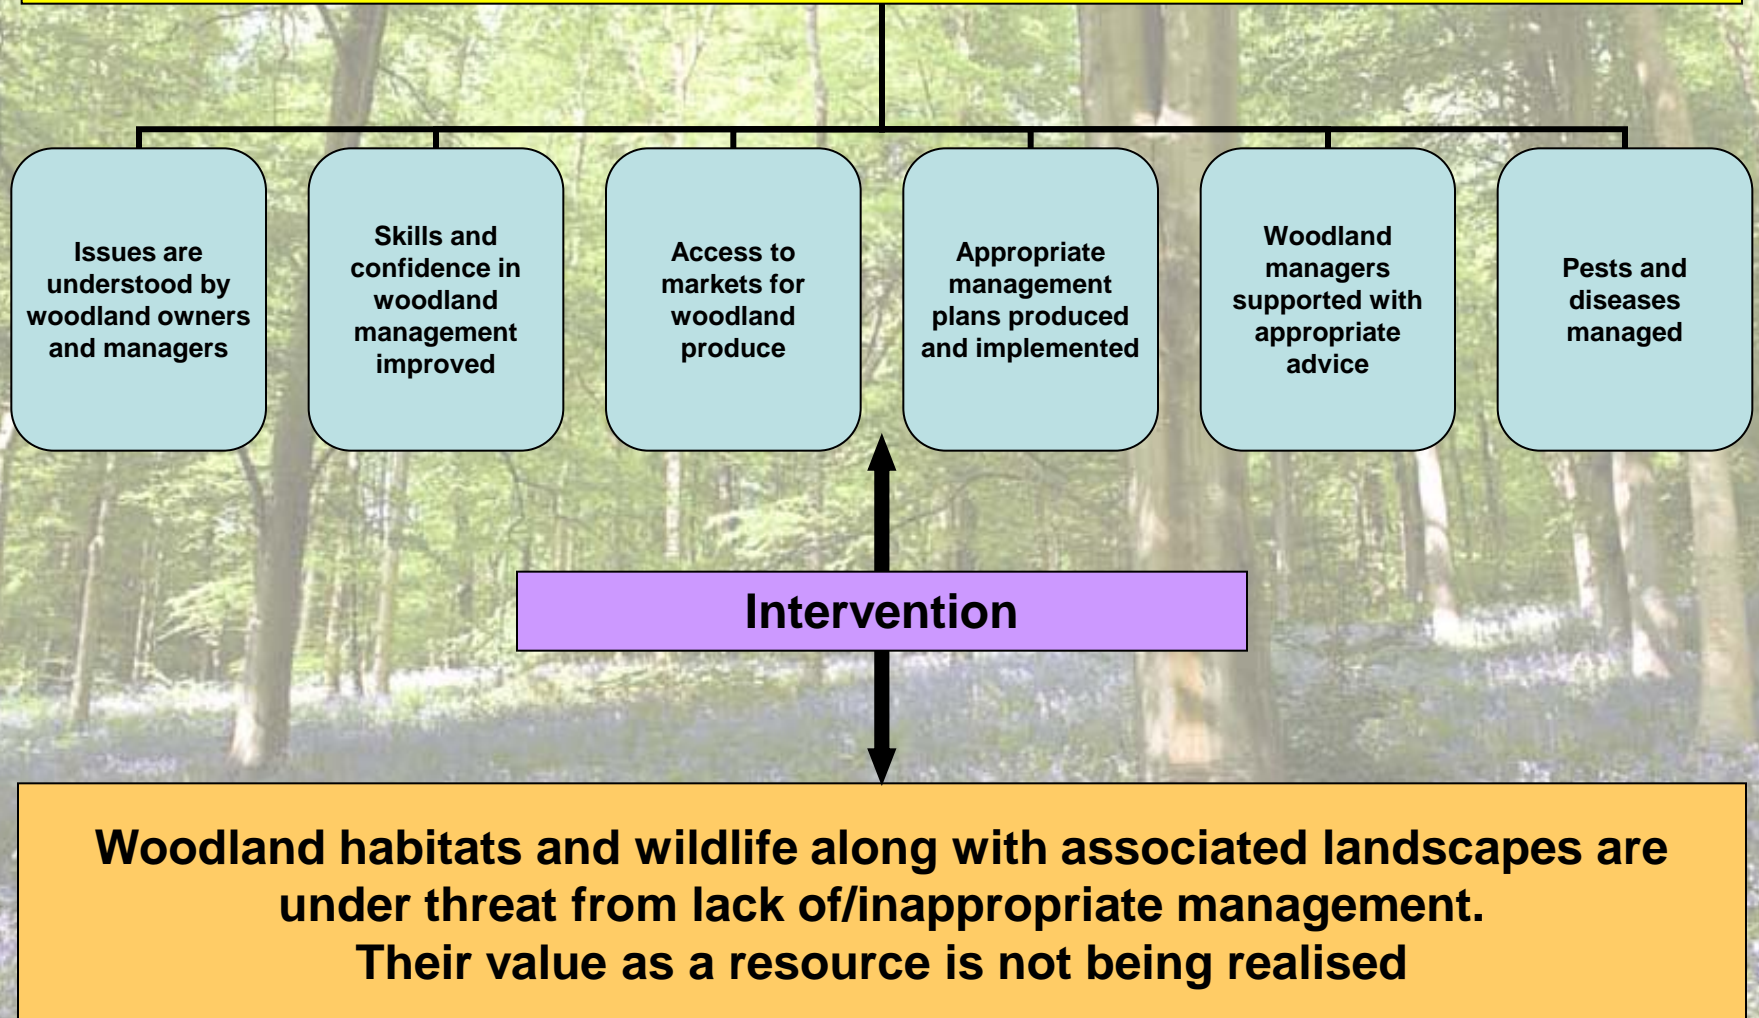 Issues are
understood by
woodland owners
and managers
Skills and
confidence in
woodland
management
improved
Access to
markets for
woodland
produce
Appropriate
management
plans produced
and implemented
Woodland
managers
supported with
appropriate
advice
Pests and
diseases
managed
Intervention
Woodland habitats and wildlife along with associated landscapes are
under threat from lack of/inappropriate management.
Their value as a resource is not being realised